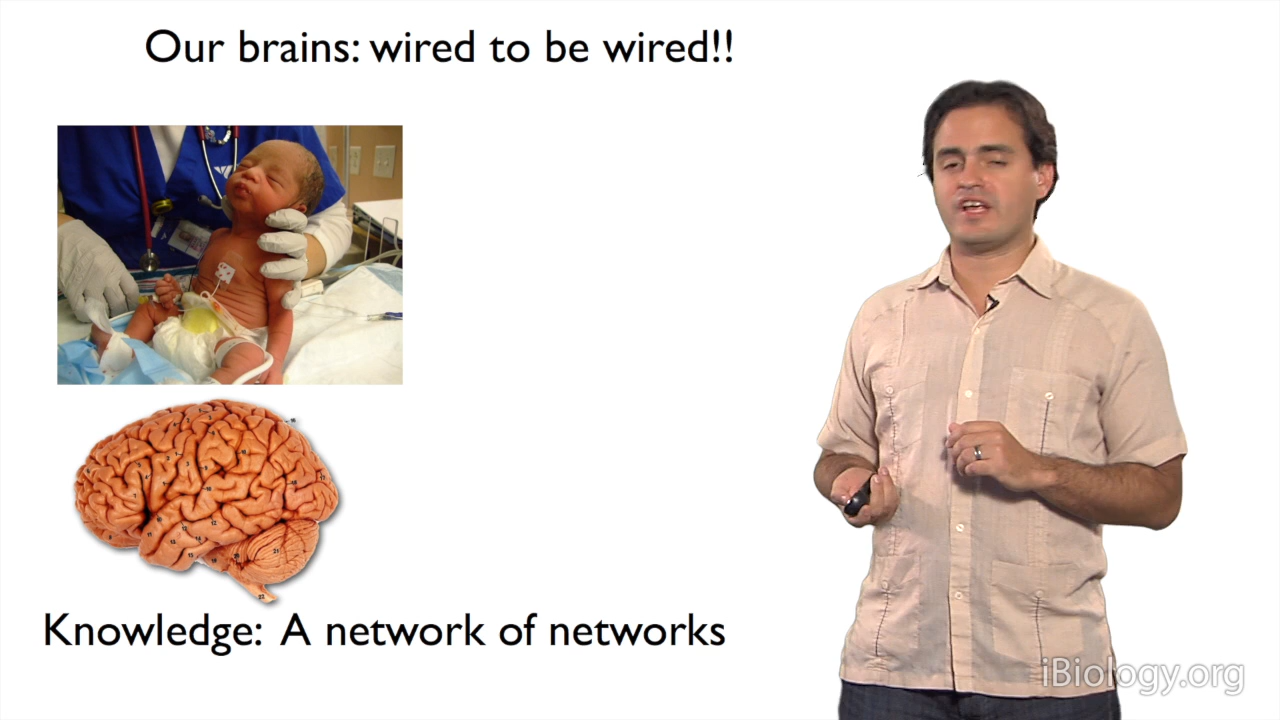 Our brains: wired to be wired!!
Knowledge: A network of networks
iBiology.org